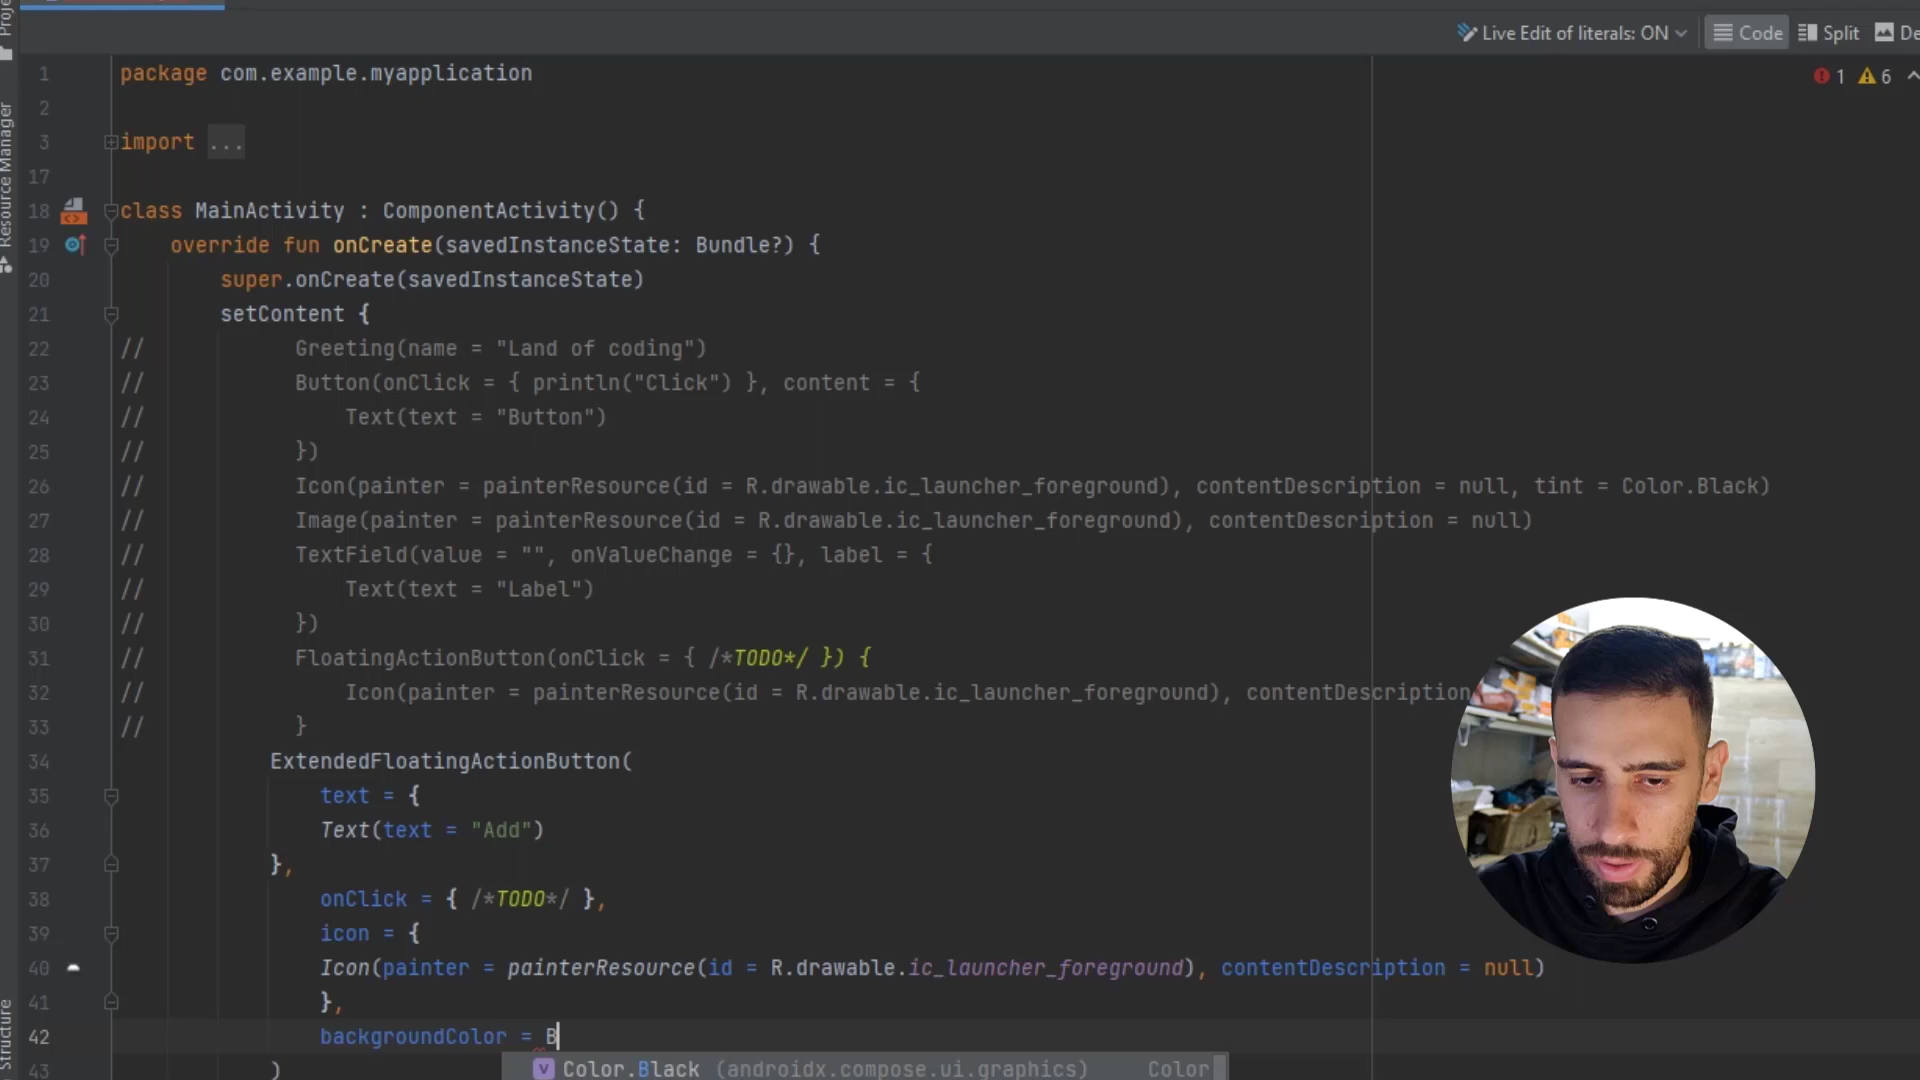 Live Edit of literals: ON
Code
Split
De
Proje
Resource Manager
Structure
1 6
1 package com.example.myapplication
2
3 import ...
17
18 class MainActivity : ComponentActivity() {
19 override fun onCreate(savedInstanceState: Bundle?) {
20 super.onCreate(savedInstanceState)
21 setContent {
22 // Greeting(name = "Land of coding")
23 // Button(onClick = { println("Click") }, content = {
24 // Text(text = "Button")
25 // })
26 // Icon(painter = painterResource(id = R.drawable.ic_launcher_foreground), contentDescription = null, tint = Color.Black)
27 // Image(painter = painterResource(id = R.drawable.ic_launcher_foreground), contentDescription = null)
28 // TextField(value = "", onValueChange = {}, label = {
29 // Text(text = "Label")
30 // })
31 // FloatingActionButton(onClick = { /*TODO*/ }) {
32 // Icon(painter = painterResource(id = R.drawable.ic_launcher_foreground), contentDescription
33 // }
34 ExtendedFloatingActionButton(
35 text = {
36 Text(text = "Add")
37 },
38 onClick = { /*TODO*/ },
39 icon = {
40 Icon(painter = painterResource(id = R.drawable.ic_launcher_foreground), contentDescription = null)
41 },
42 backgroundColor = B
43 )
v Color.Black (androidx.compose.ui.graphics) Color